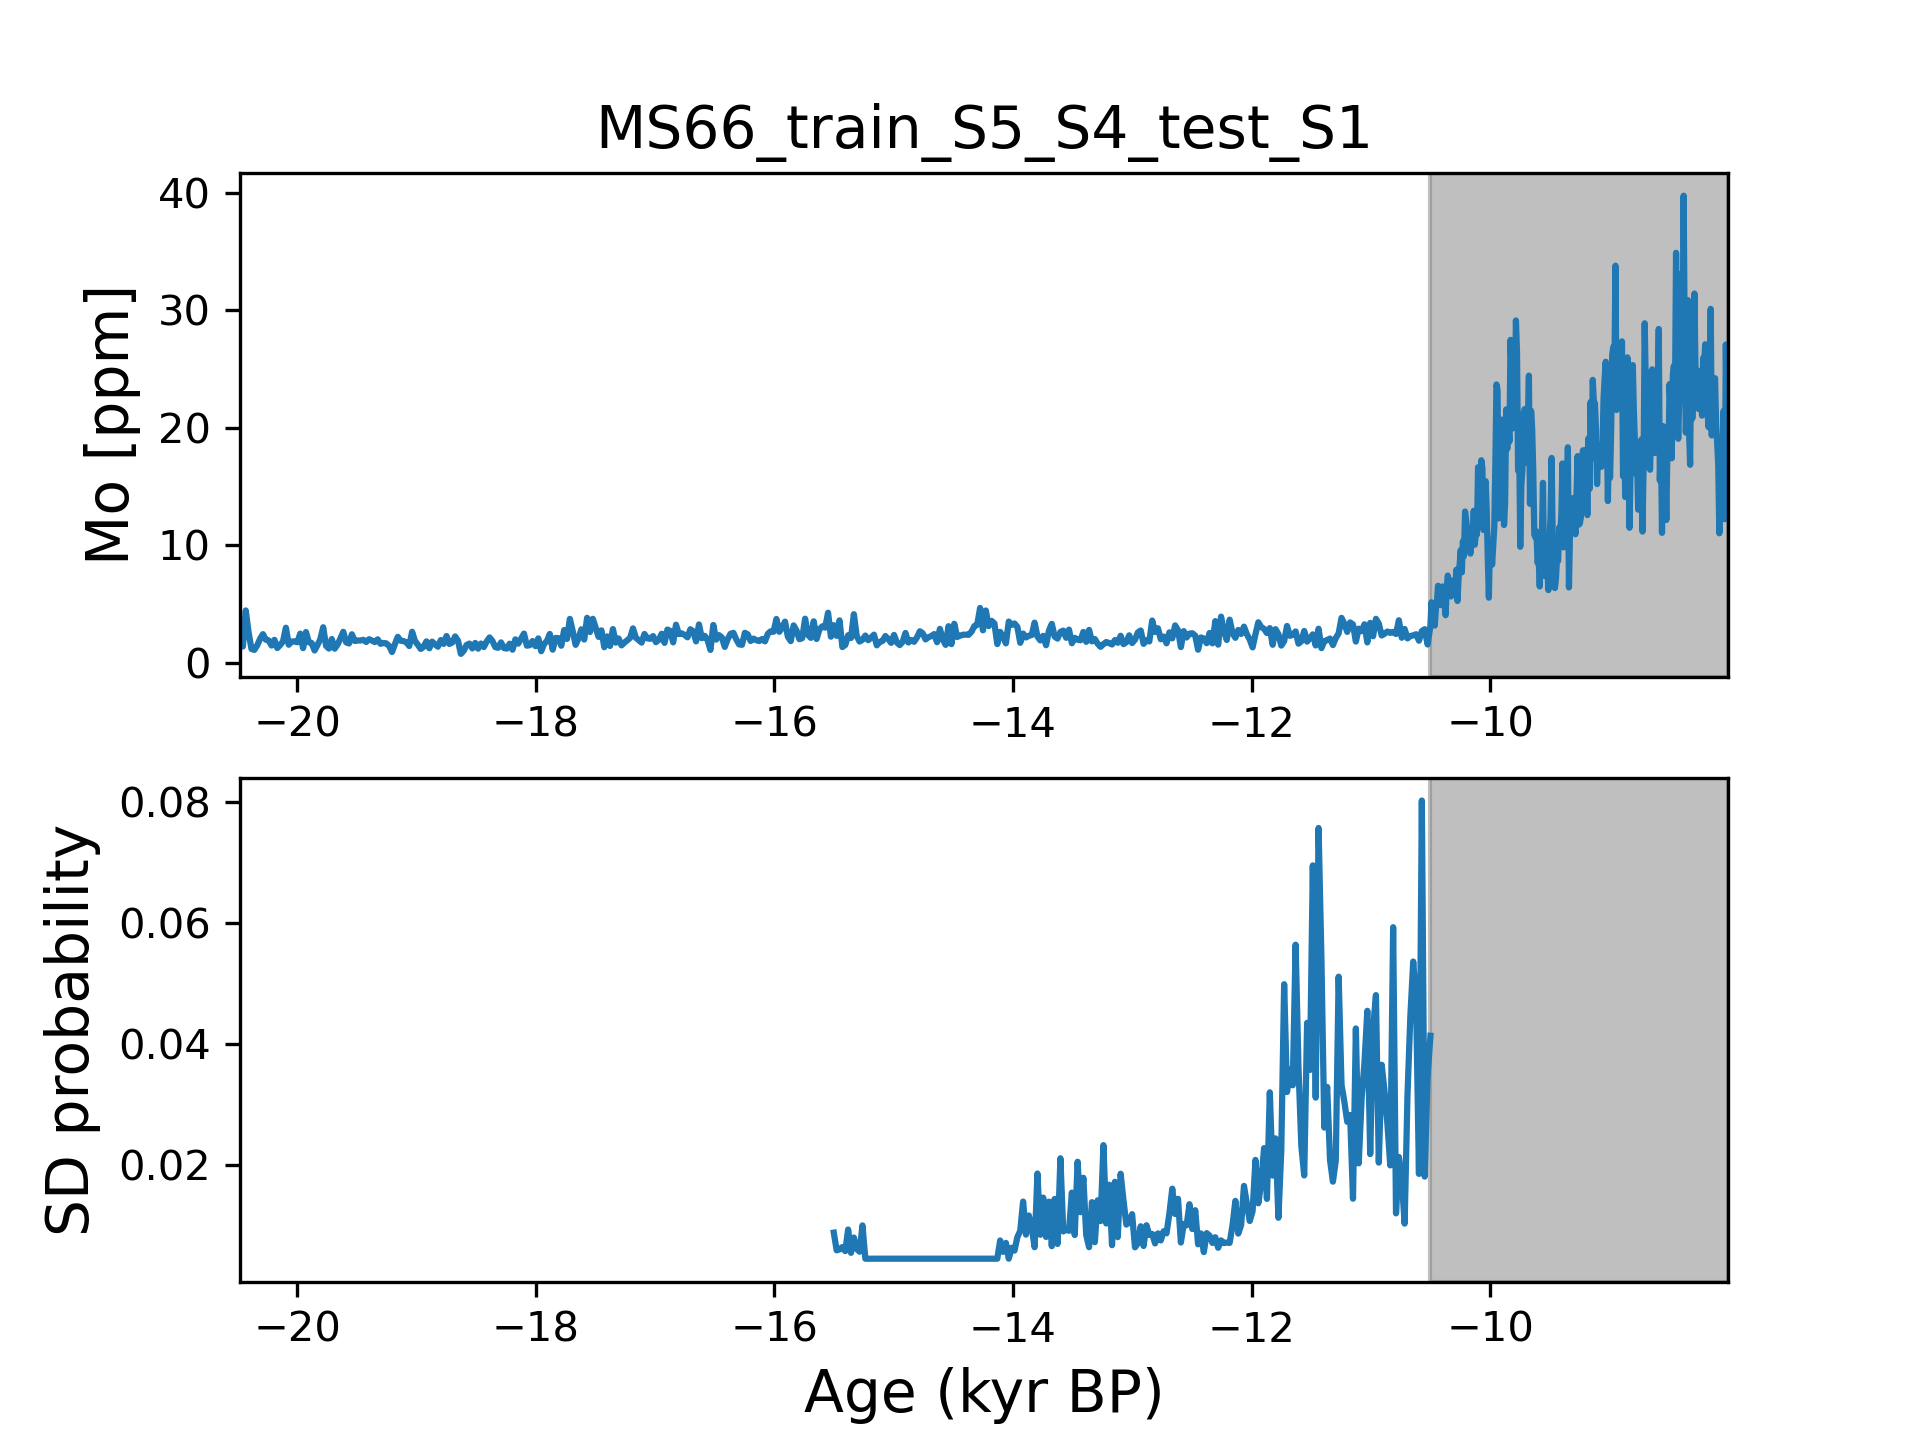 MS66_train_S5_S4_test_S1
Mo [ppm]
40
30
20
10
0
−20 −18 −16 −14 −12 −10
SD probability
0.08
0.06
0.04
0.02
−20 −18 −16 −14 −12 −10
Age (kyr BP)